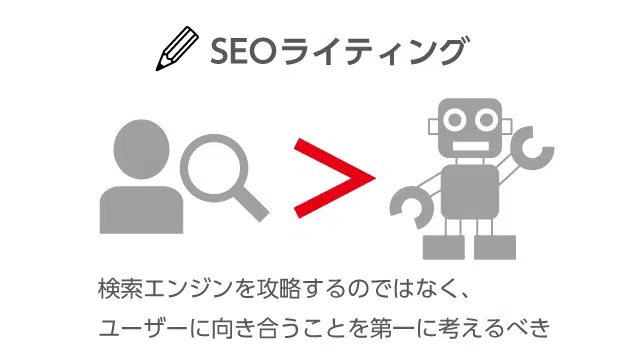 SEOライティング
検索エンジンを攻略するのではなく、
ユーザーに向き合うことを第一に考えるべき